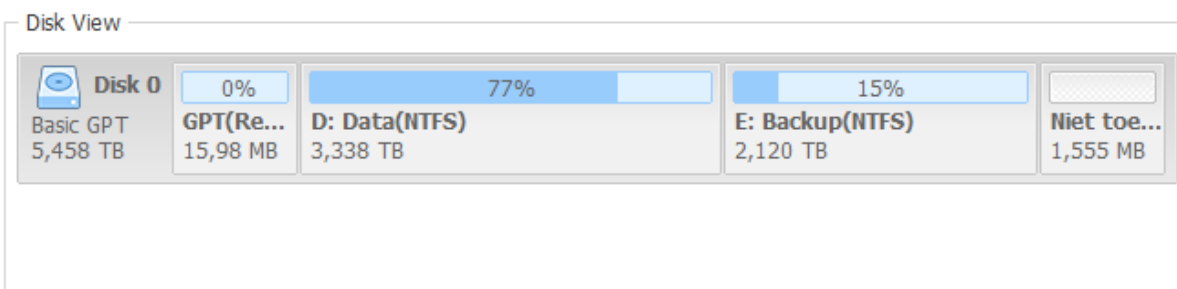 Disk View
Disk 0
Basic GPT
5,458 TB
0%
GPT(Re...
15,98 MB
77%
D: Data(NTFS)
3,338 TB
15%
E: Backup(NTFS)
2,120 TB
Niet toe...
1,555 MB